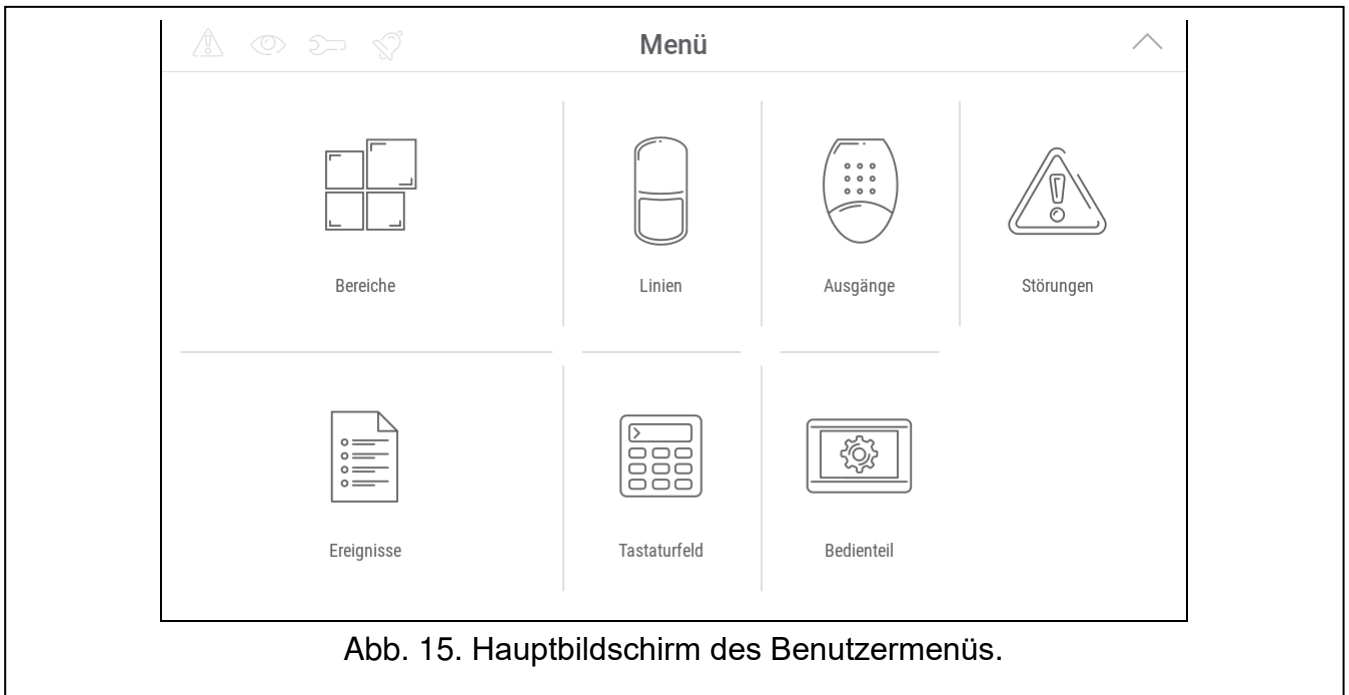 Menü
Bereiche
Linien
Ausgänge
Störungen
Ereignisse
Tastaturfeld
Bedienteil
Abb. 15. Hauptbildschirm des Benutzermenüs.